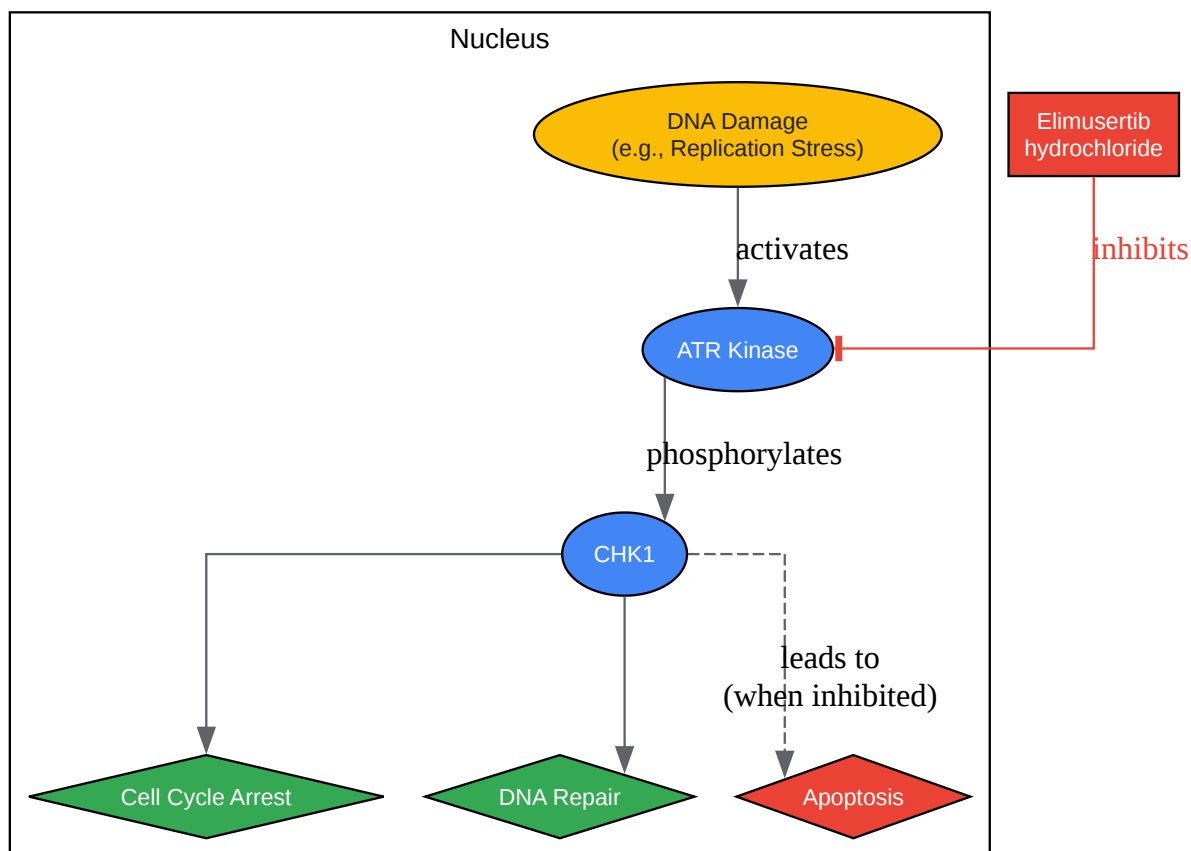 Nucleus
DNA Damage
(e.g., Replication Stress)
Elimusertib
hydrochloride
activates
inhibits
ATR Kinase
phosphorylates
CHK1
leads to
(when inhibited)
Cell Cycle Arrest
DNA Repair
Apoptosis